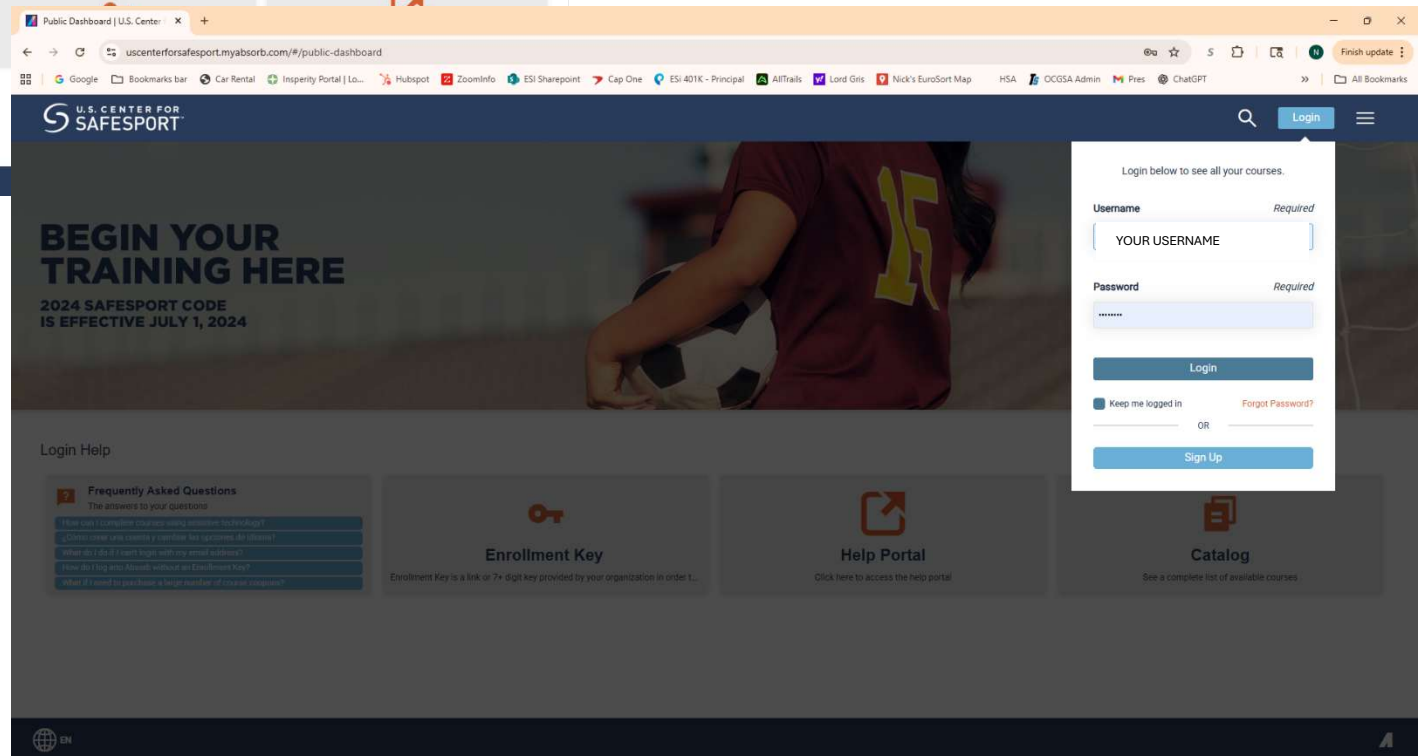 Public Dashboard | U.S. Center
uscenterforsafesport.myabsorb.com/#/public-dashboard
S
N
Finish update
Google
Bookmarks bar
Car Rental
Insperity Portal | Lo...
Hubspot
ZoomInfo
ESI Sharepoint
Cap One
ESi 401K - Principal
AllTrails
Lord Gris
Nick's EuroSort Map
HSA
OCGSA Admin
Pres
ChatGPT
»
All Bookmarks
U.S. CENTER FOR
SAFESPORT
Login
Login below to see all your courses.
Username Required
YOUR USERNAME
Password Required
Login
Keep me logged in Forgot Password?
OR
Sign Up
BEGIN YOUR
TRAINING HERE
2024 SAFESPORT CODE
IS EFFECTIVE JULY 1, 2024
15
Login Help
Frequently Asked Questions
The answers to your questions
How can I complete courses using assistive technology?
¿Cómo crear una cuenta y cambiar las opciones de idioma?
What do I do if I can't login with my email address?
How do I log into Absorb without an Enrollment Key?
What if I need to purchase a large number of course coupons?
Enrollment Key
Enrollment Key is a link or 7+ digit key provided by your organization in order t...
Help Portal
Click here to access the help portal
Catalog
See a complete list of available courses
EN